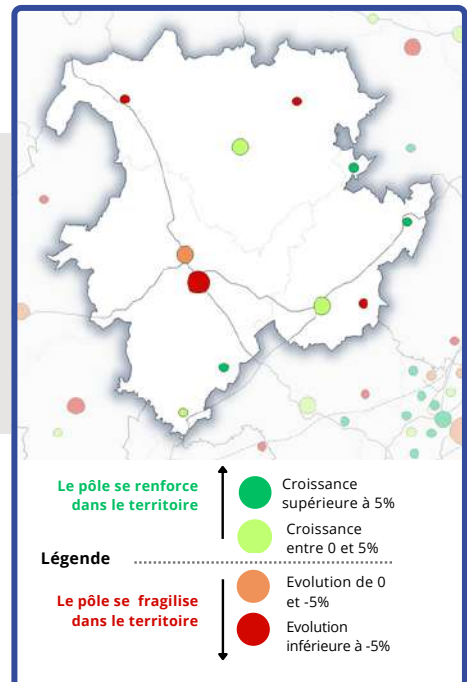 Le pôle se renforce
dans le territoire
Croissance
supérieure à 5%
Croissance
entre 0 et 5%
Légende
Le pôle se fragilise
dans le territoire
Evolution de 0
et -5%
Evolution
inférieure à -5%